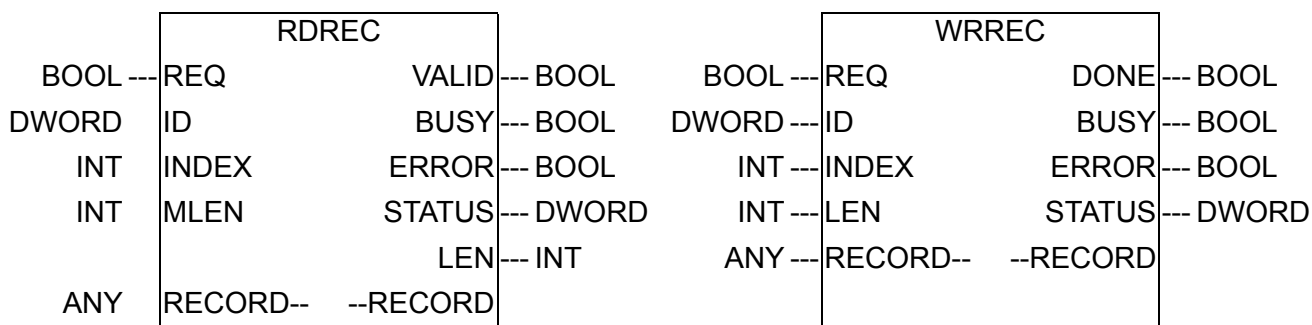 RDREC WRREC
BOOL --- REQ VALID --- BOOL BOOL --- REQ DONE --- BOOL
DWORD ID BUSY --- BOOL DWORD --- ID BUSY --- BOOL
INT INDEX ERROR --- BOOL INT --- INDEX ERROR --- BOOL
INT MLEN STATUS --- DWORD INT --- LEN STATUS --- DWORD
LEN --- INT ANY --- RECORD-- --RECORD
ANY RECORD-- --RECORD